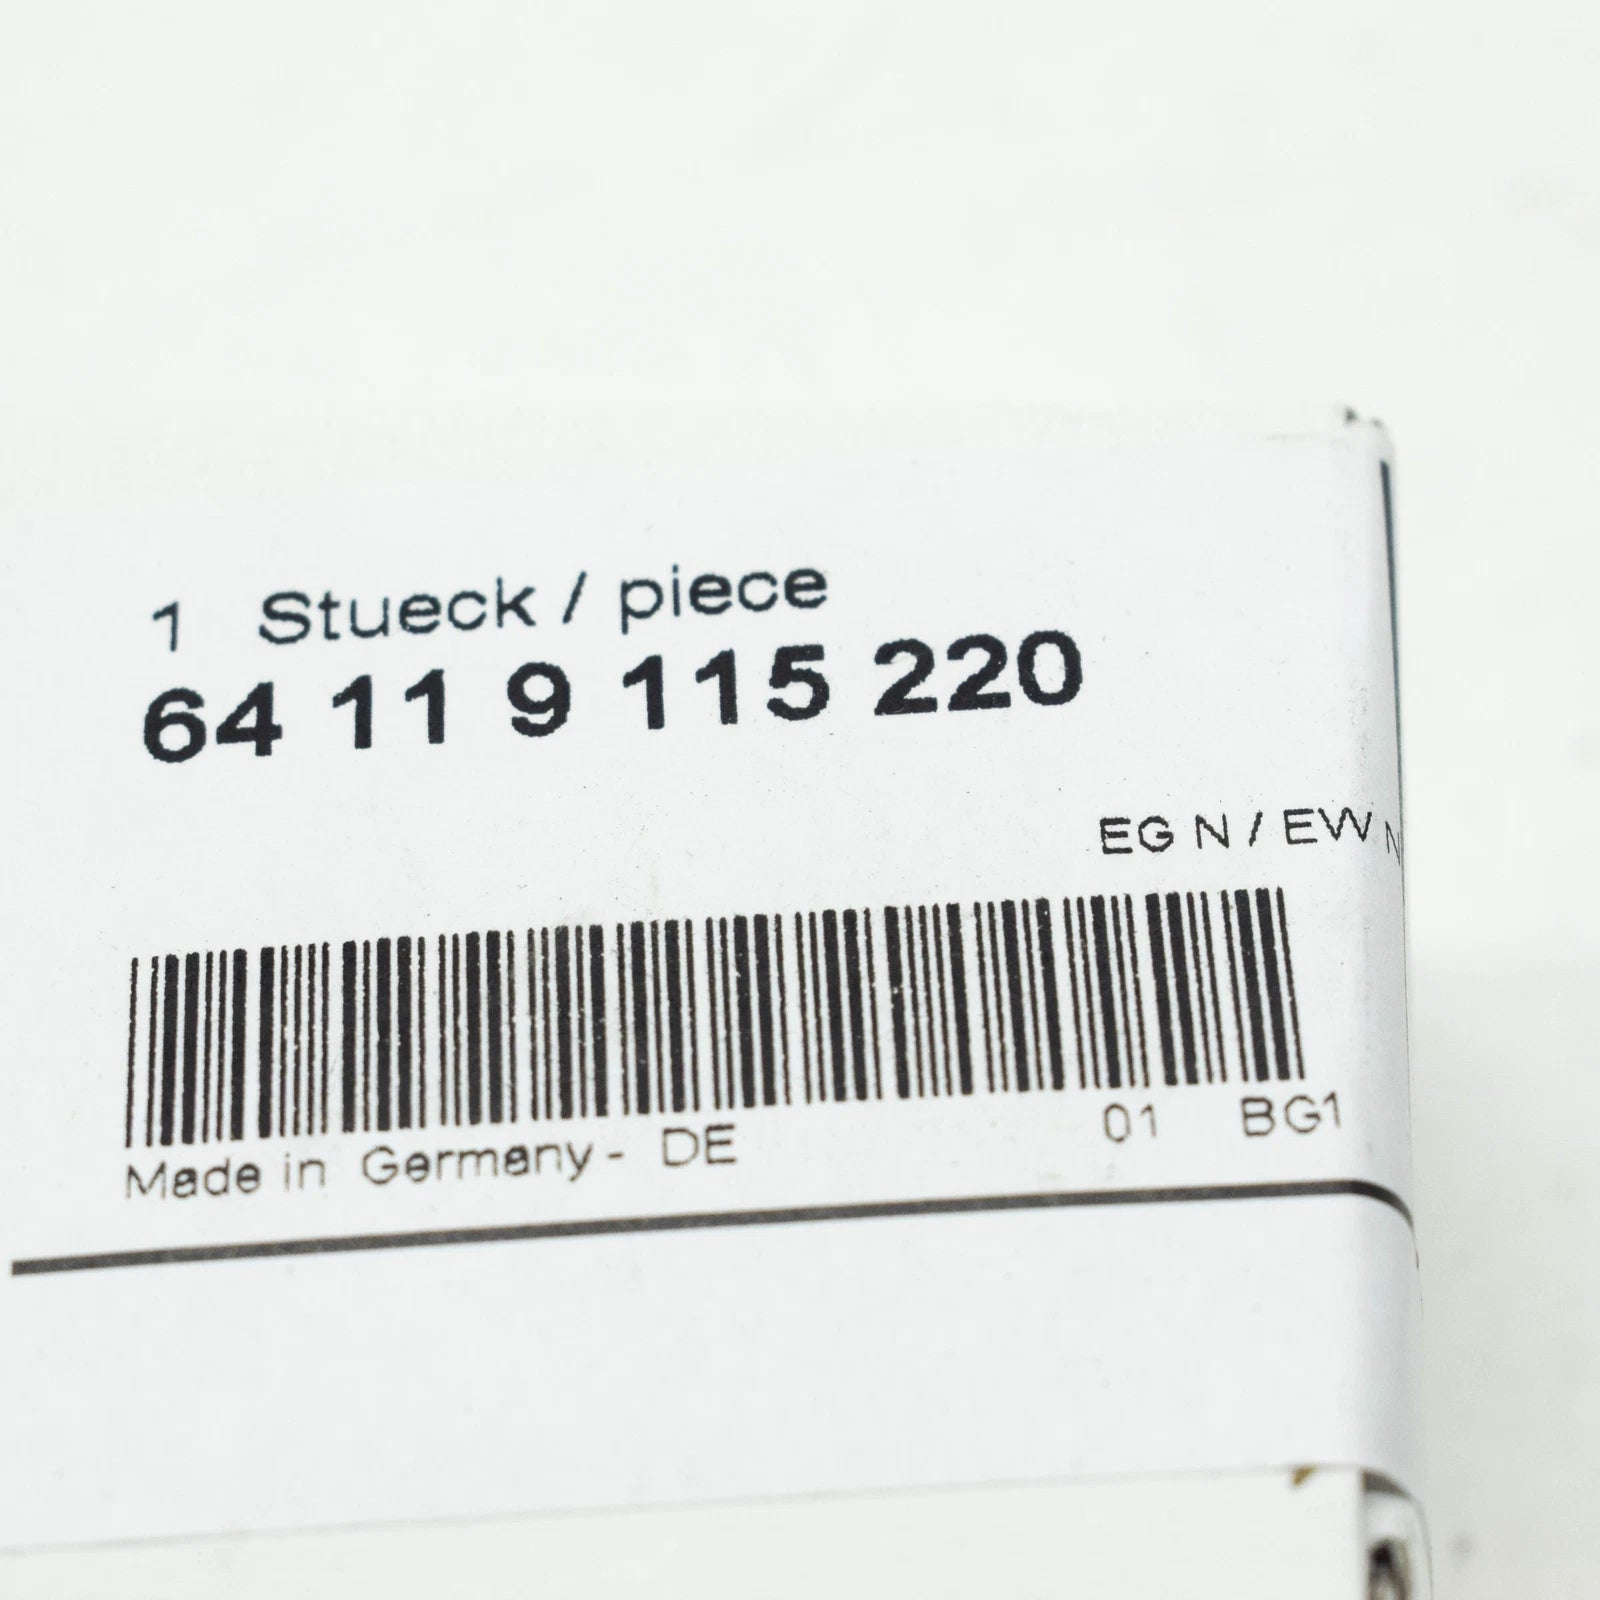 1 Stueck / piece
64 11 9 115 220
EG N / EW N
Made in Germany - DE 01 BG1